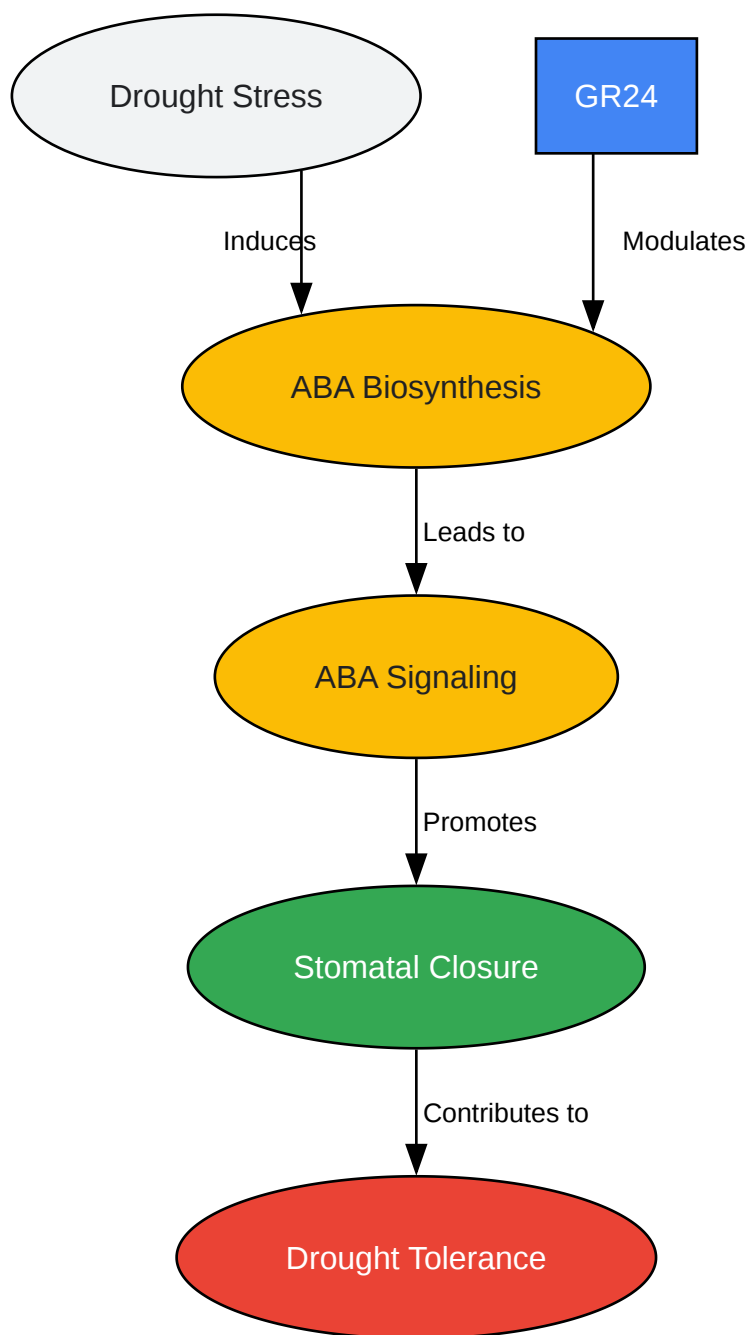 Drought Stress
GR24
Induces
Modulates
ABA Biosynthesis
Leads to
ABA Signaling
Promotes
Stomatal Closure
Contributes to
Drought Tolerance